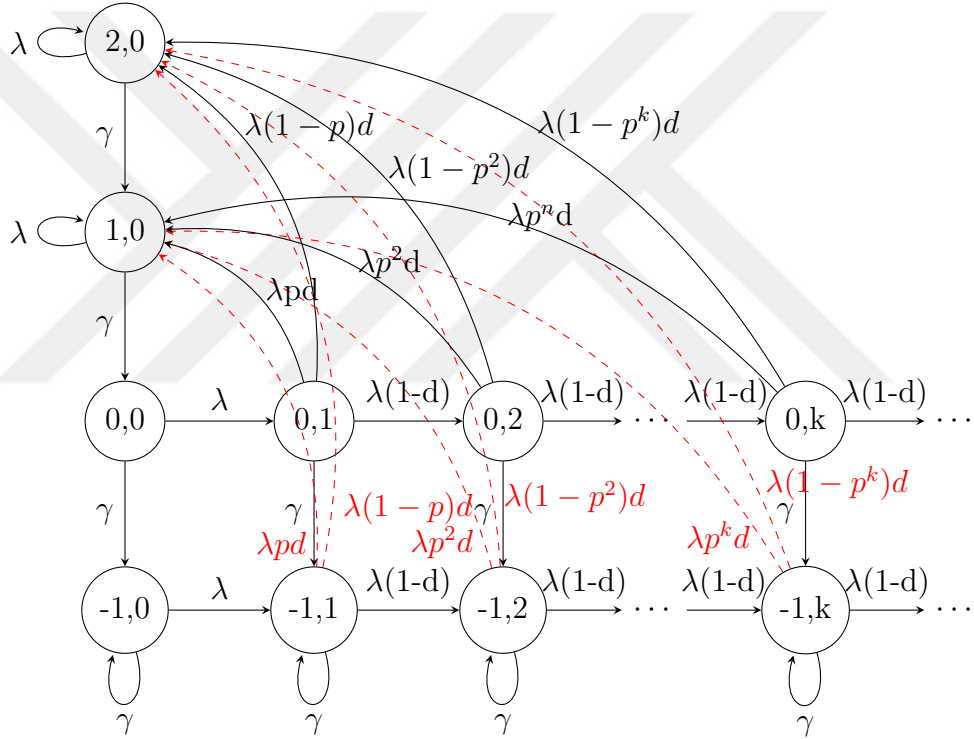 λ 2,0
γ λ(1 − p)d λ(1 − p^k)d
λ(1 − p^2)d
λ 1,0 λp^n d
λp^2 d
λpd
γ
0,0 λ 0,1 λ(1-d) 0,2 λ(1-d) ··· λ(1-d) 0,k λ(1-d) ···
γ γ λ(1 − p)d γ λ(1 − p^2)d γ λ(1 − p^k)d
λpd λp^2 d λp^k d
-1,0 λ -1,1 λ(1-d) -1,2 λ(1-d) ··· λ(1-d) -1,k λ(1-d) ···
γ γ γ γ